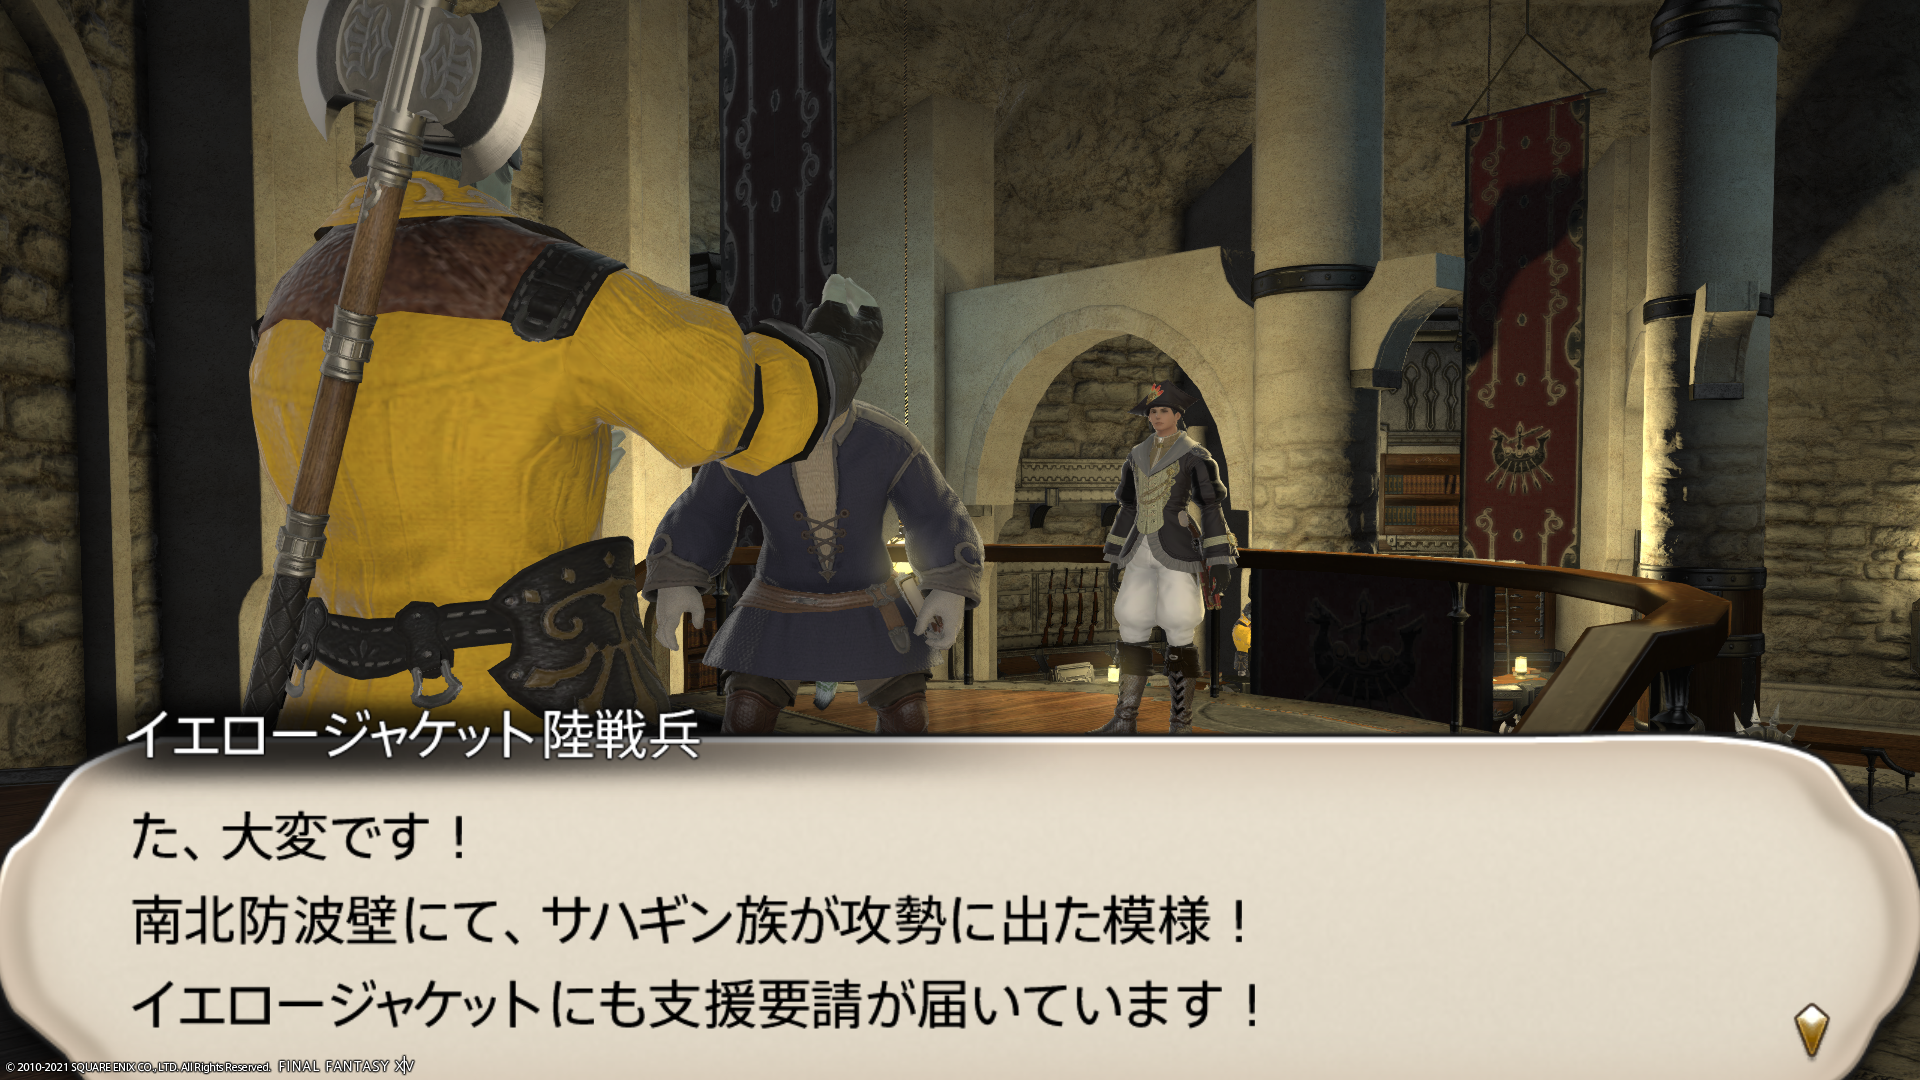 イエロージャケット陸戦兵
た、大変です！
南北防波壁にて、サハギン族が攻勢に出た模様！
イエロージャケットにも支援要請が届いています！
© 2010-2021 SQUARE ENIX CO., LTD. All Rights Reserved. FINAL FANTASY XIV